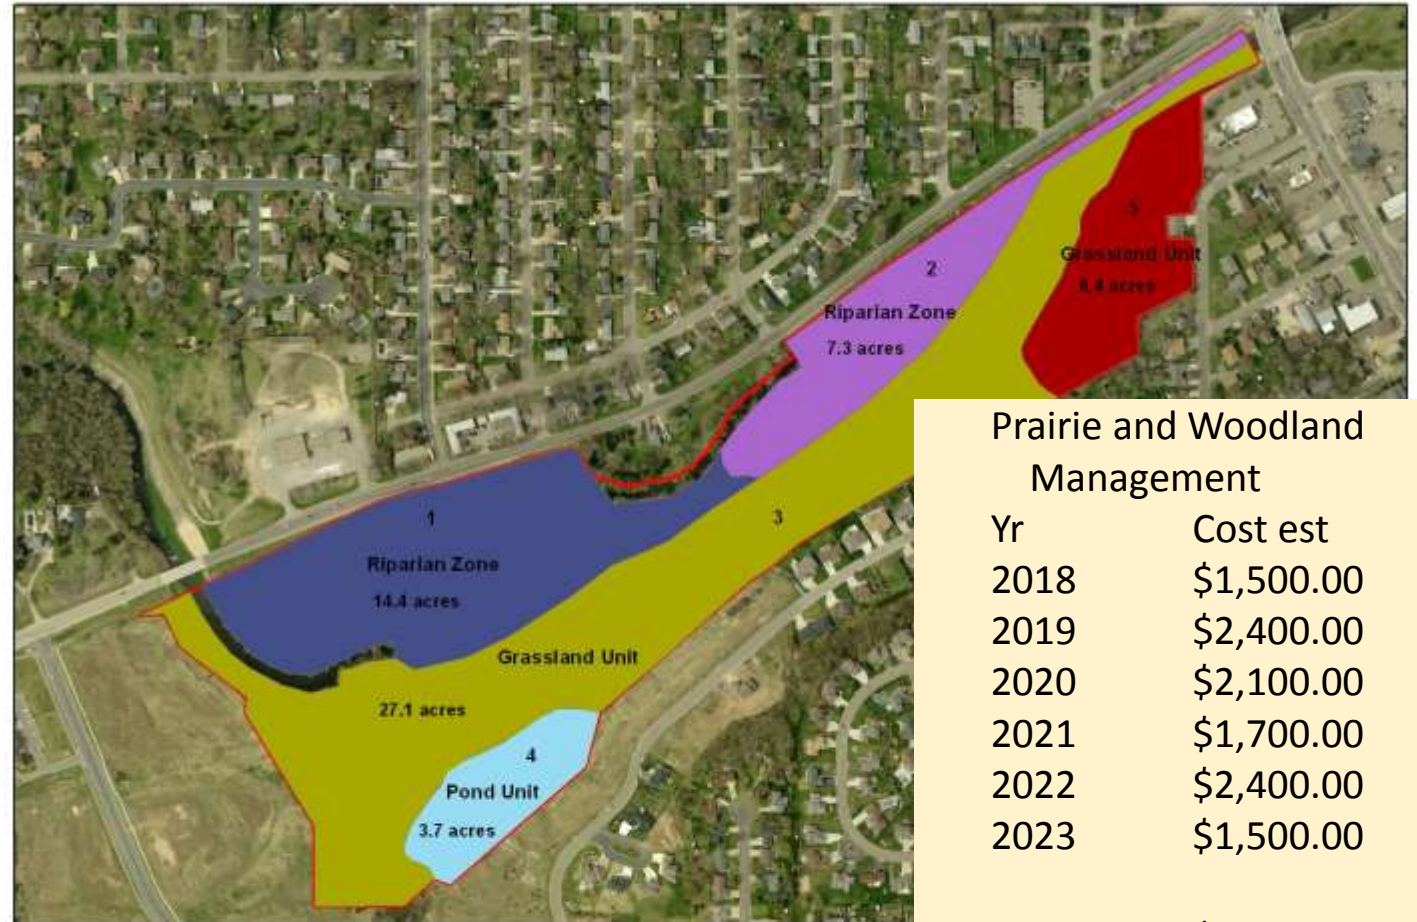 5
Grassland Unit
6.4 acres
2
Riparian Zone
7.3 acres
1
Riparian Zone
14.4 acres
3
Grassland Unit
27.1 acres
4
Pond Unit
3.7 acres
Prairie and Woodland
Management
Yr Cost est
2018 $1,500.00
2019 $2,400.00
2020 $2,100.00
2021 $1,700.00
2022 $2,400.00
2023 $1,500.00